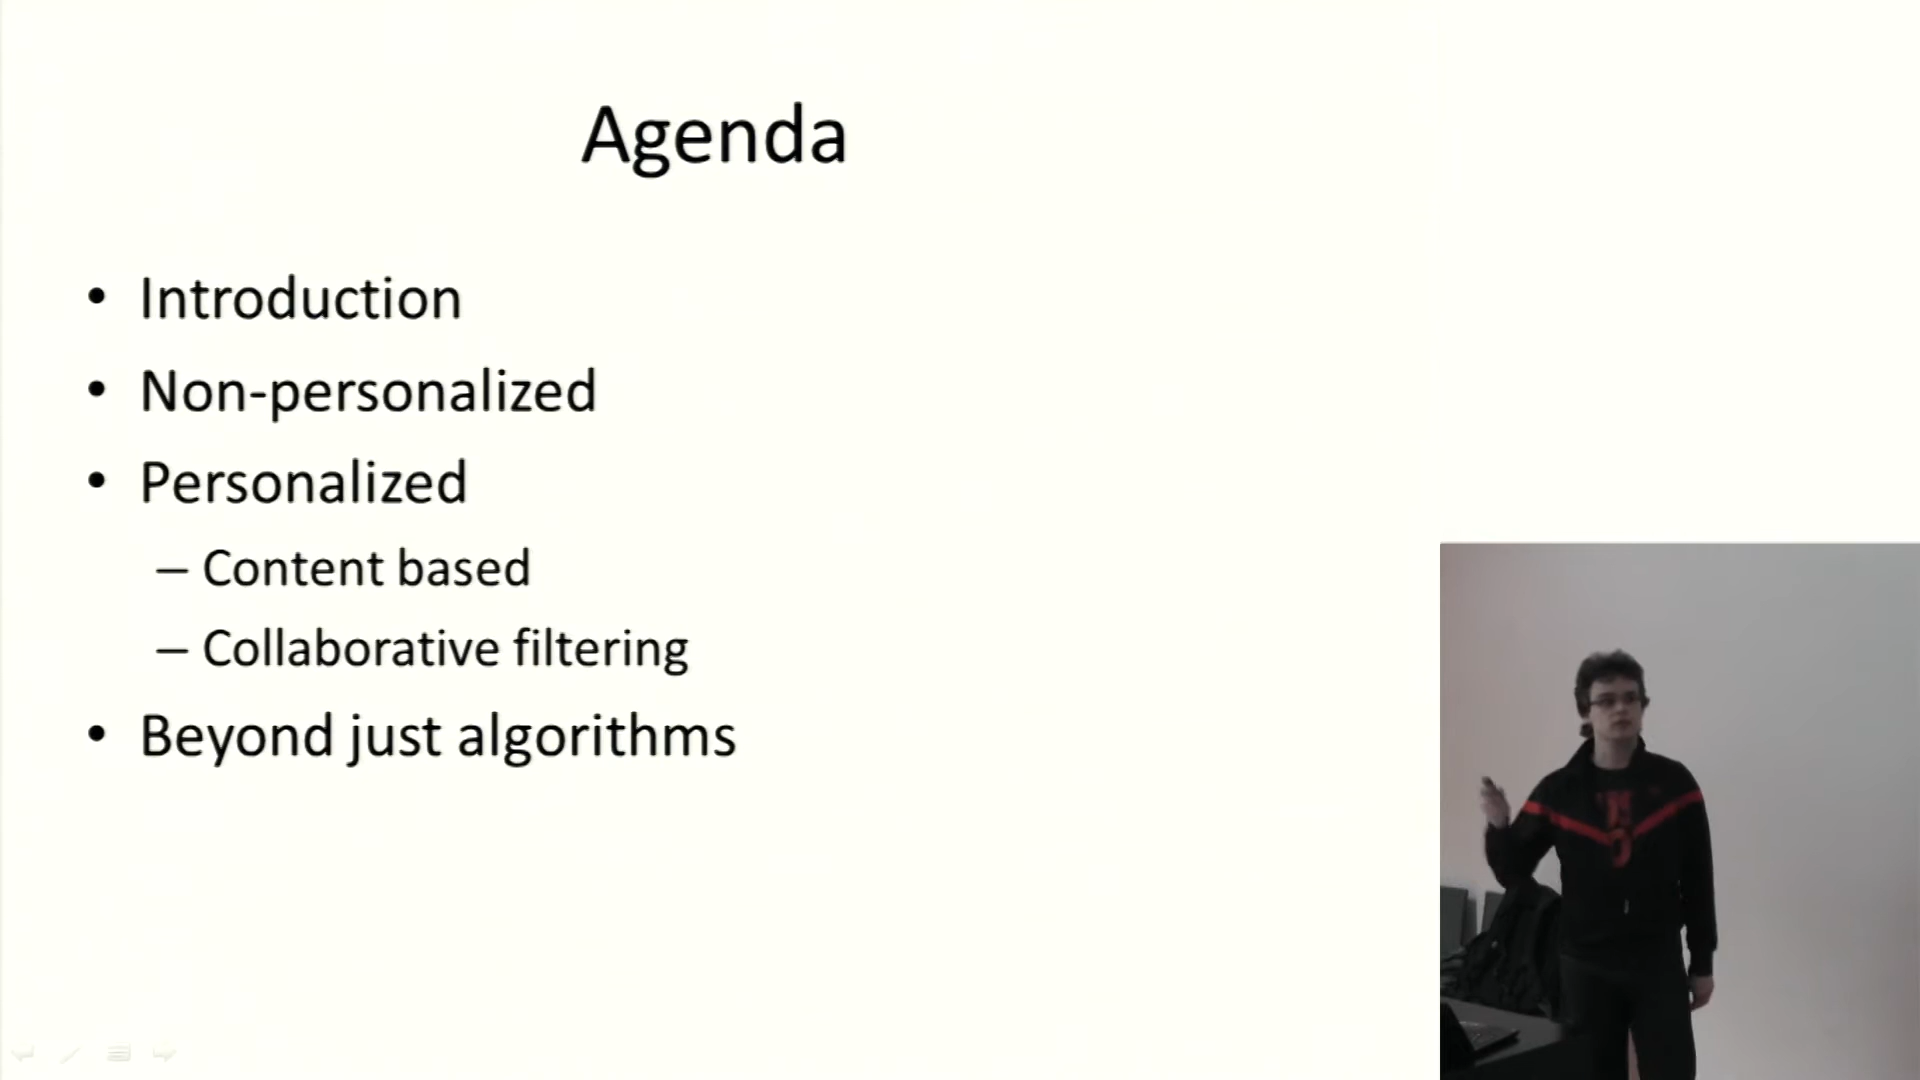 Agenda
• Introduction
• Non-personalized
• Personalized
– Content based
– Collaborative filtering
• Beyond just algorithms